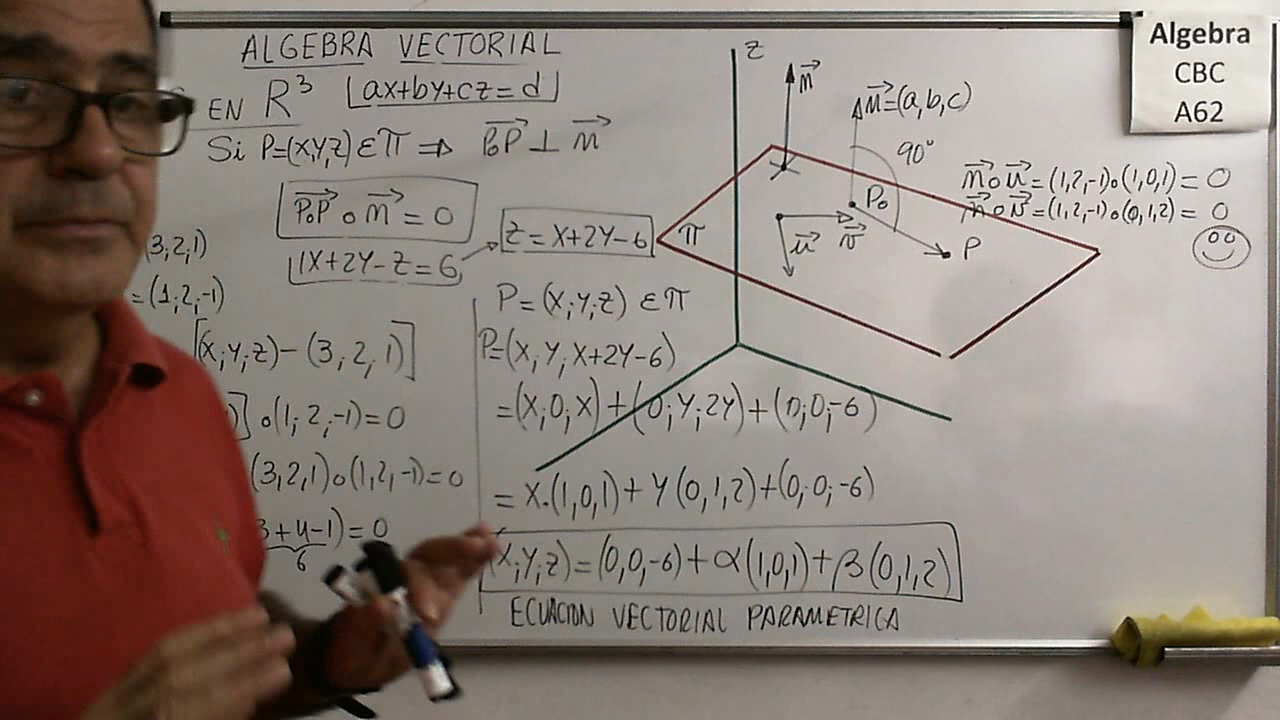 ALGEBRA VECTORIAL
EN R³ ax+by+cz=d
Si P=(X,Y,Z) ε π ⇒ P₀P ⊥ n
P₀P ∘ n = 0
1X+2Y-Z=6
Z=X+2Y-6
(3,2,1)
=(1;2;-1)
[(X;Y;Z)-(3,2,1)]
)]∘(1;2,-1)=0
(3,2,1)∘(1,2,-1)=0
3+4-1)=0
6
P=(X;Y;Z) ε π
P=(X,Y,X+2Y-6)
=(X;0;X)+(0;Y;2Y)+(0;0;-6)
=X.(1,0,1)+Y(0,1,2)+(0;0;-6)
(X;Y;Z)=(0,0,-6)+α(1,0,1)+β(0,1,2)
ECUACION VECTORIAL PARAMETRICA
Z
n
n=(a,b,c)
90°
P₀
P
π
u
v
n∘u=(1,2,-1)∘(1,0,1)=0
n∘v=(1,2,-1)∘(0,1,2)=0
Algebra
CBC
A62